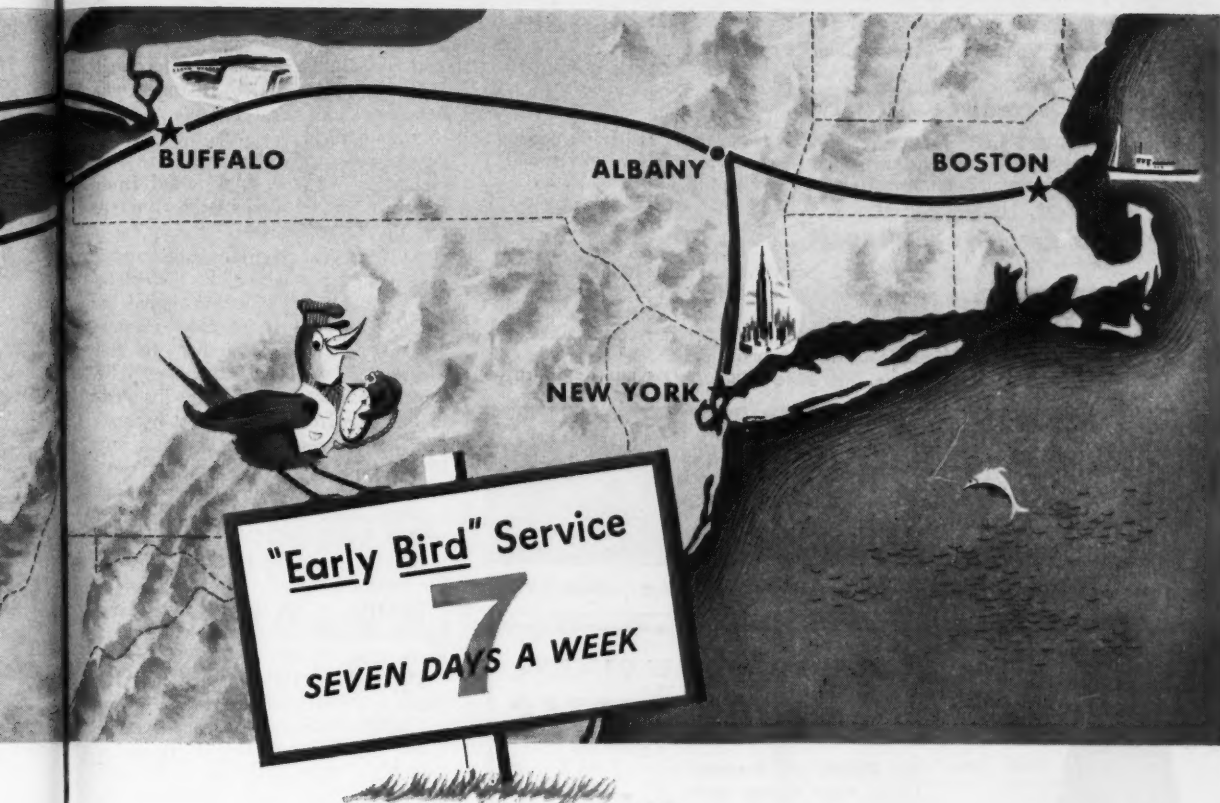 BUFFALO
ALBANY
BOSTON
NEW YORK
"Early Bird" Service
7
SEVEN DAYS A WEEK